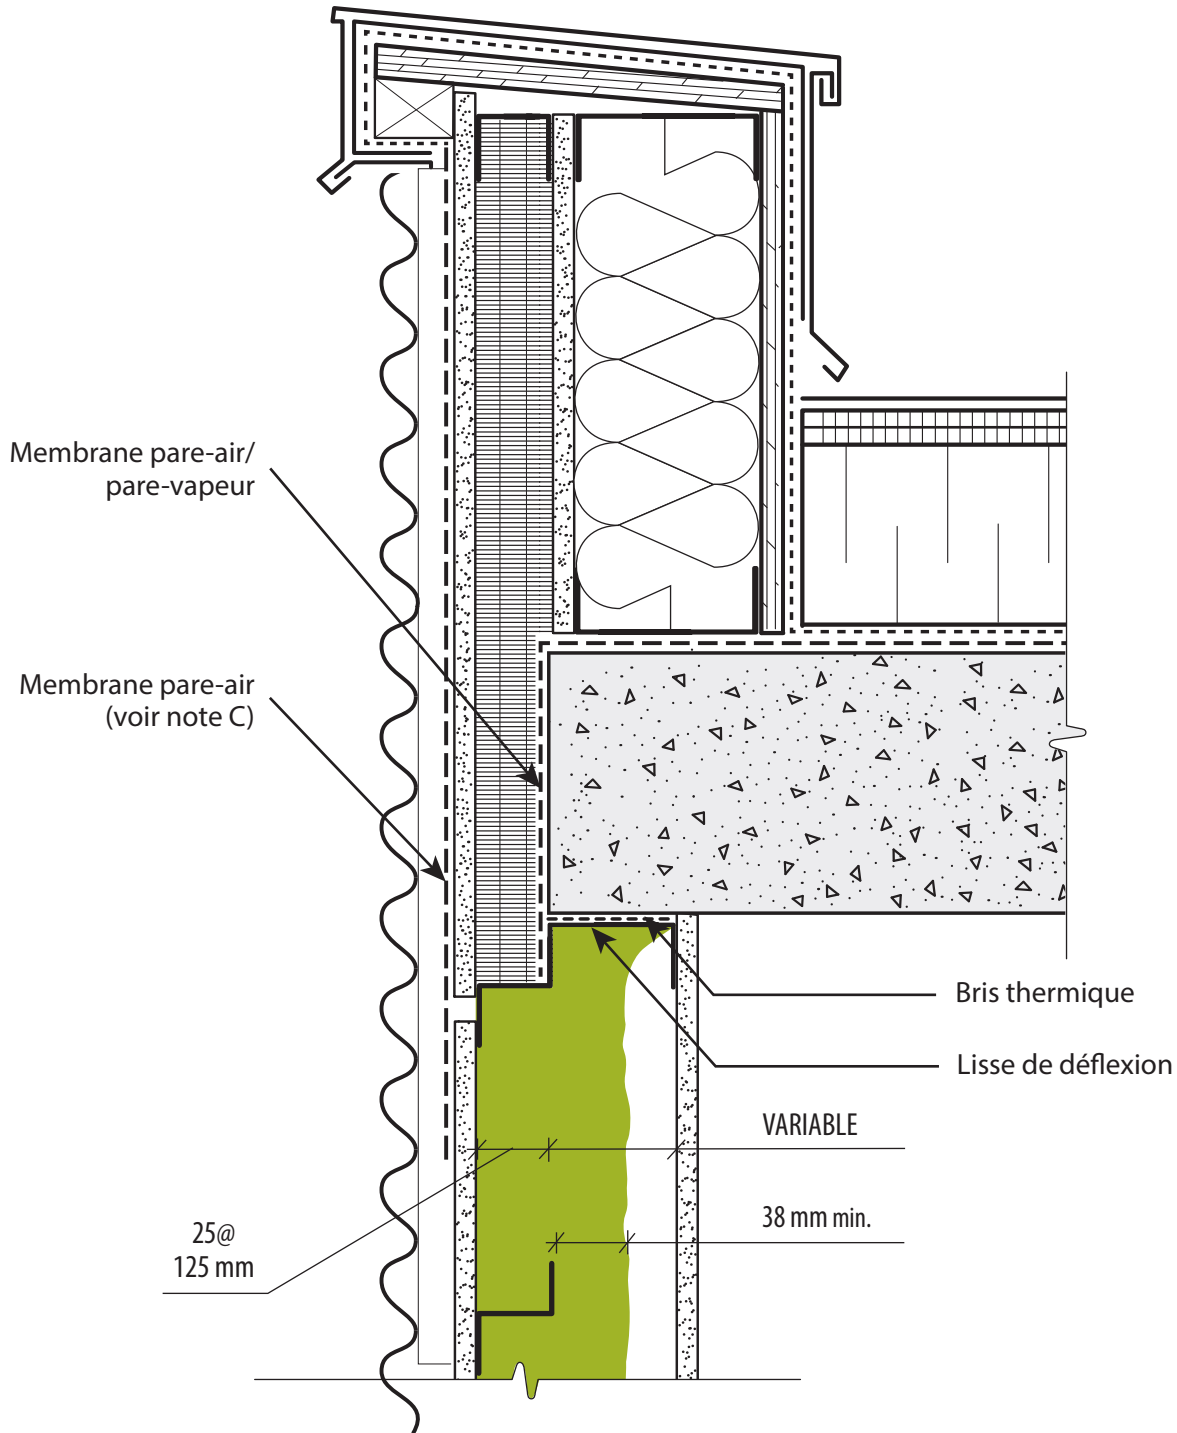 Membrane pare-air/
pare-vapeur
Membrane pare-air
(voir note C)
Bris thermique
Lisse de déflexion
VARIABLE
38 mm min.
25@
125 mm